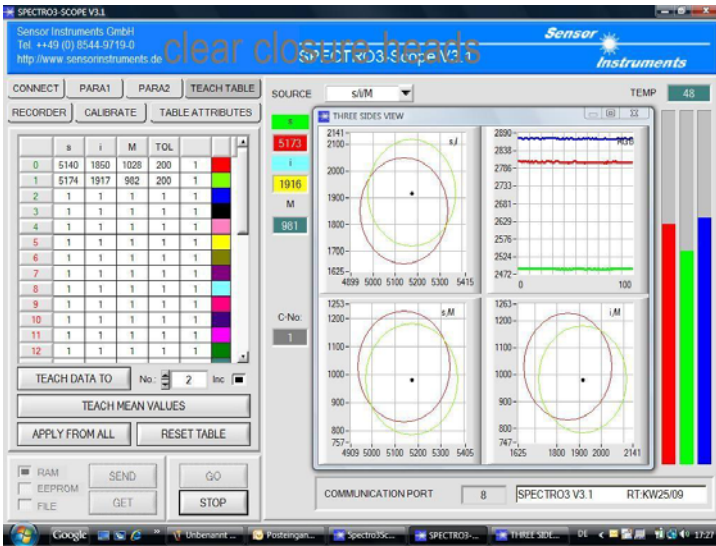 SPECTRO3-SCOPE V3.1
Sensor Instruments GmbH
Tel. ++49 (0) 8544-9719-0
http://www.sensorinstruments.de
clear closure heads
SPECTRO3-Scope V3.1
Sensor
Instruments
CONNECT PARA1 PARA2 TEACH TABLE
RECORDER CALIBRATE TABLE ATTRIBUTES
SOURCE s/i/M TEMP 48
s i M TOL
0 5140 1850 1028 200 1
1 5174 1917 982 200 1
2 1 1 1 1 1
3 1 1 1 1 1
4 1 1 1 1 1
5 1 1 1 1 1
6 1 1 1 1 1
7 1 1 1 1 1
8 1 1 1 1 1
9 1 1 1 1 1
10 1 1 1 1 1
11 1 1 1 1 1
12 1 1 1 1 1
TEACH DATA TO No.: 2 Inc
TEACH MEAN VALUES
APPLY FROM ALL RESET TABLE
RAM
EEPROM
FILE
SEND GO
GET STOP
s
5173
i
1916
M
981
C-No:
1
THREE SIDES VIEW
s,i
2141-
2100-
2000-
1900-
1800-
1700-
1625-
4899 5000 5100 5200 5300 5415
2890-
2838-
2786-
2733-
2681-
2629-
2576-
2524-
2472-
0 100
s,M
1253-
1200-
1100-
1000-
900-
800-
757-
4909 5000 5100 5200 5300 5405
i,M
1263-
1200-
1100-
1000-
900-
800-
747-
1625 1800 1900 2000 2141
COMMUNICATION PORT 8 SPECTRO3 V3.1 RT:KW25/09
Google » Unbenannt ... Posteingan... Spectro3Sc... SPECTRO3-... THREE SIDE... DE < 17:27